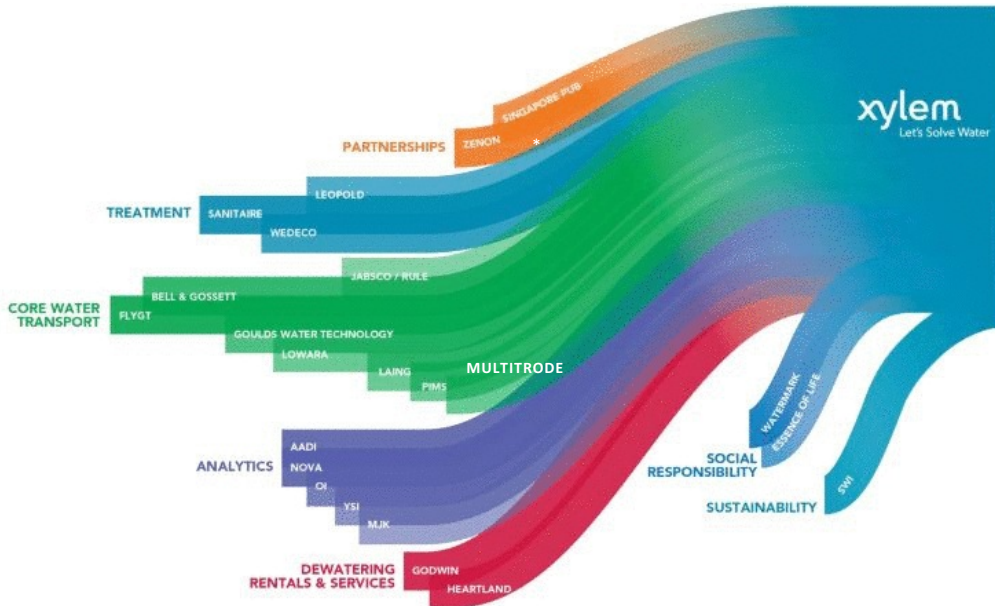 xylem
Let's Solve Water
PARTNERSHIPS
SINGAPORE PUB
ZENON
*
TREATMENT
LEOPOLD
SANITAIRE
WEDECO
CORE WATER
TRANSPORT
JABSCO / RULE
BELL & GOSSETT
FLYGT
GOULDS WATER TECHNOLOGY
LOWARA
LAING
MULTITRODE
PIMS
ANALYTICS
AADI
NOVA
OI
YSI
MJK
DEWATERING
RENTALS & SERVICES
GODWIN
HEARTLAND
SOCIAL
RESPONSIBILITY
WATERMARK
ESSENCE OF LIFE
SUSTAINABILITY
SWI